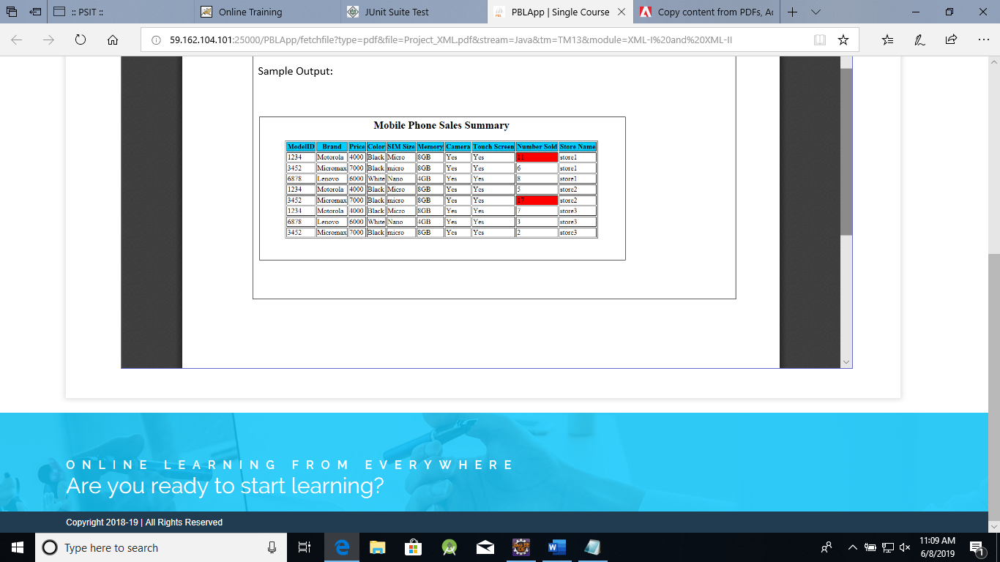 :: PSIT ::
Online Training
JUnit Suite Test
PBLApp | Single Course
Copy content from PDFs, Ac
59.162.104.101:25000/PBLApp/fetchfile?type=pdf&file=Project_XML.pdf&stream=Java&tm=TM13&module=XML-I%20and%20XML-II
Sample Output:
Mobile Phone Sales Summary
ModelID Brand Price Color SIM Size Memory Camera Touch Screen Number Sold Store Name
1234 Motorola 4000 Black Micro 8GB Yes Yes 11 store1
3452 Micromax 7000 Black Micro 8GB Yes Yes 6 store1
6878 Lenovo 6000 White Nano 4GB Yes Yes 8 store1
1234 Motorola 4000 Black Micro 8GB Yes Yes 5 store2
3452 Micromax 7000 Black micro 8GB Yes Yes 17 store2
1234 Motorola 4000 Black Micro 8GB Yes Yes 7 store3
6878 Lenovo 6000 White Nano 4GB Yes Yes 3 store3
3452 Micromax 7000 Black micro 8GB Yes Yes 2 store3
ONLINE LEARNING FROM EVERYWHERE
Are you ready to start learning?
Copyright 2018-19 | All Rights Reserved
Type here to search
11:09 AM
6/8/2019
1